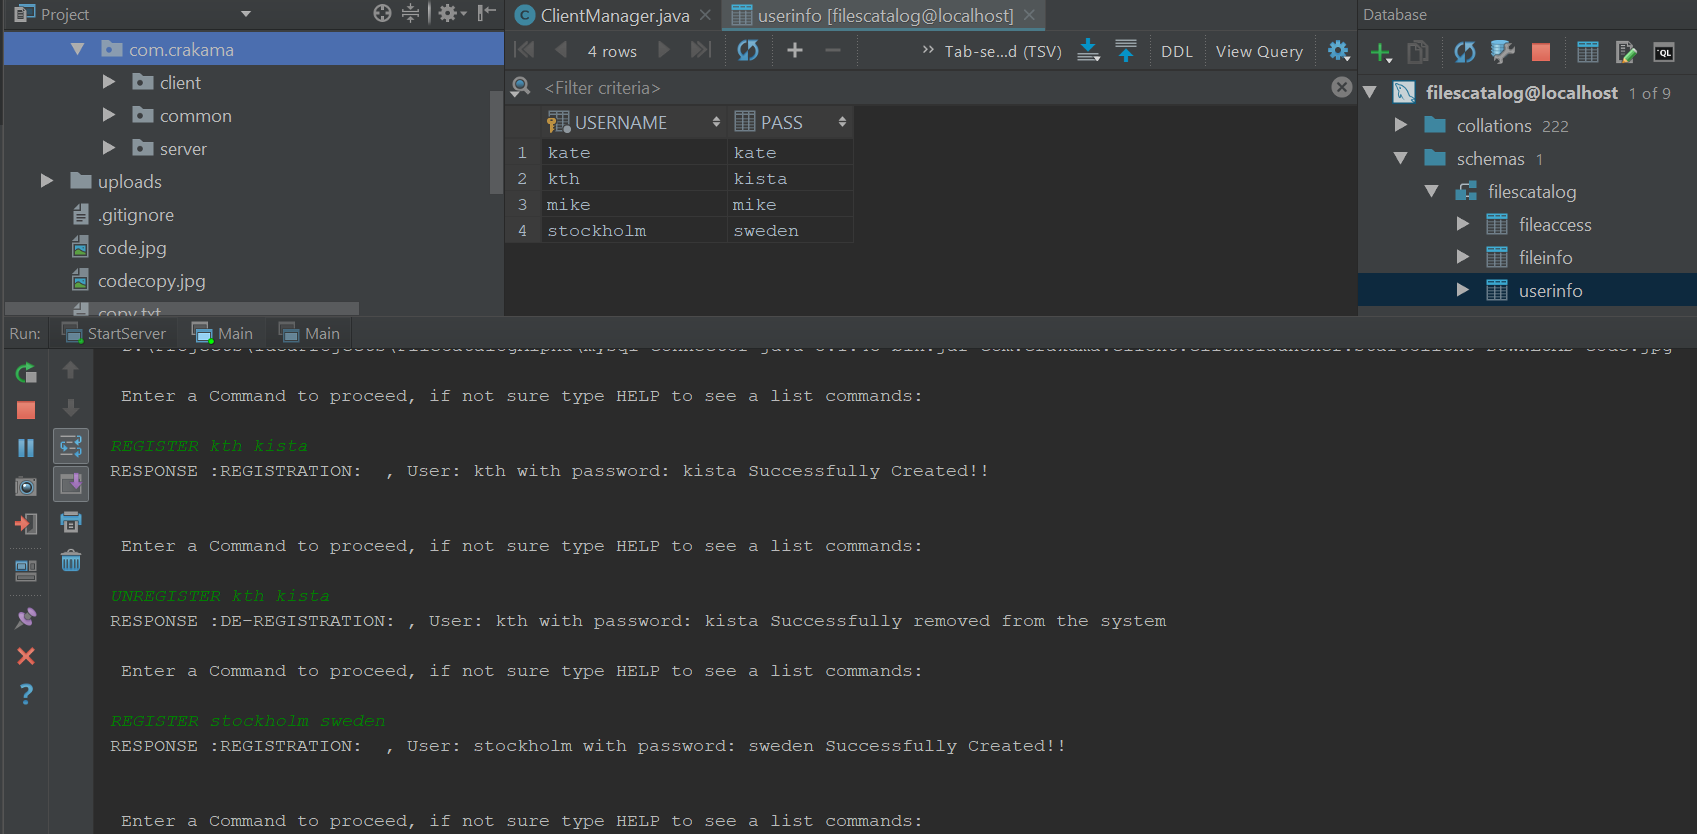 Project
com.crakama
client
common
server
uploads
.gitignore
code.jpg
codecopy.jpg
copy.txt
ClientManager.java
userinfo [filescatalog@localhost]
4 rows
» Tab-se...d (TSV)
DDL
View Query
<Filter criteria>
USERNAME PASS
1 kate kate
2 kth kista
3 mike mike
4 stockholm sweden
Database
QL
filescatalog@localhost 1 of 9
collations 222
schemas 1
filescatalog
fileaccess
fileinfo
userinfo
Run: StartServer Main Main
Enter a Command to proceed, if not sure type HELP to see a list commands:
REGISTER kth kista
RESPONSE :REGISTRATION:  , User: kth with password: kista Successfully Created!!
Enter a Command to proceed, if not sure type HELP to see a list commands:
UNREGISTER kth kista
RESPONSE :DE-REGISTRATION: , User: kth with password: kista Successfully removed from the system
Enter a Command to proceed, if not sure type HELP to see a list commands:
REGISTER stockholm sweden
RESPONSE :REGISTRATION:  , User: stockholm with password: sweden Successfully Created!!
Enter a Command to proceed, if not sure type HELP to see a list commands: